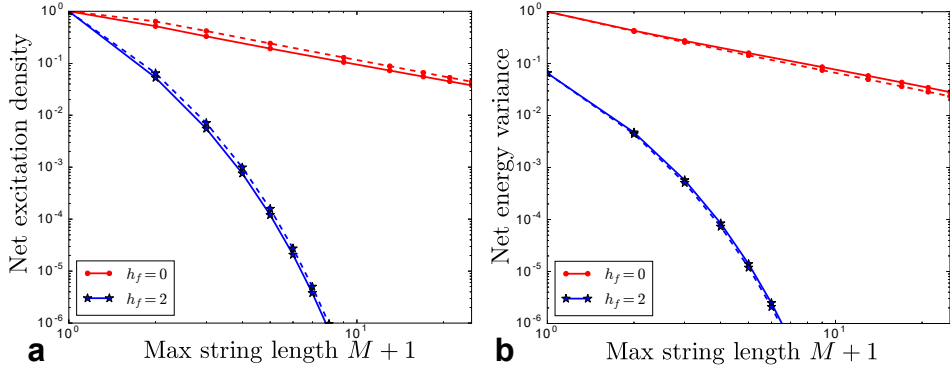 Net excitation density
10^0
10^-1
10^-2
10^-3
10^-4
10^-5
10^-6
h_f = 0
h_f = 2
10^0
10^1
Max string length M + 1
a
Net energy variance
10^0
10^-1
10^-2
10^-3
10^-4
10^-5
10^-6
h_f = 0
h_f = 2
10^0
10^1
Max string length M + 1
b